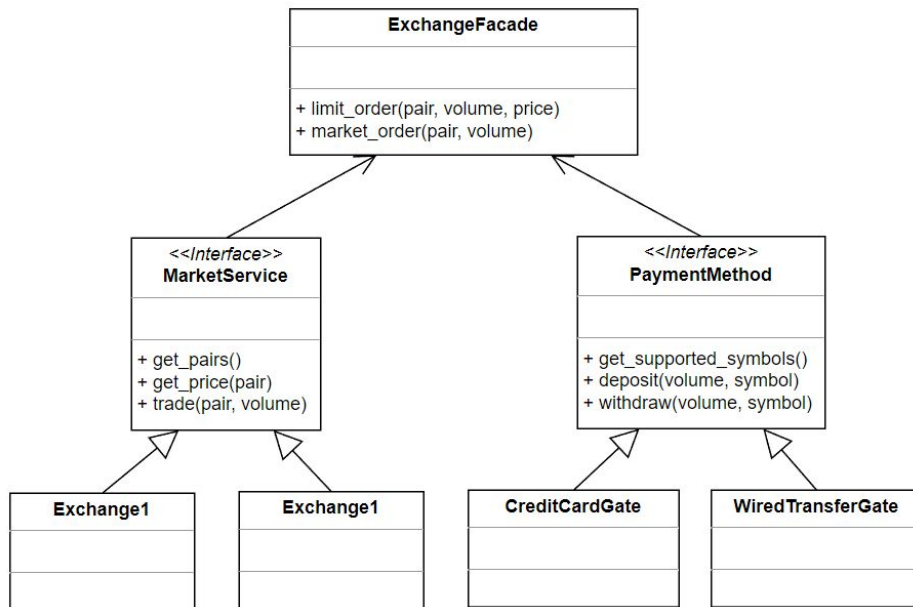 ExchangeFacade
+ limit_order(pair, volume, price)
+ market_order(pair, volume)
<<Interface>>
MarketService
+ get_pairs()
+ get_price(pair)
+ trade(pair, volume)
<<Interface>>
PaymentMethod
+ get_supported_symbols()
+ deposit(volume, symbol)
+ withdraw(volume, symbol)
Exchange1
Exchange1
CreditCardGate
WiredTransferGate